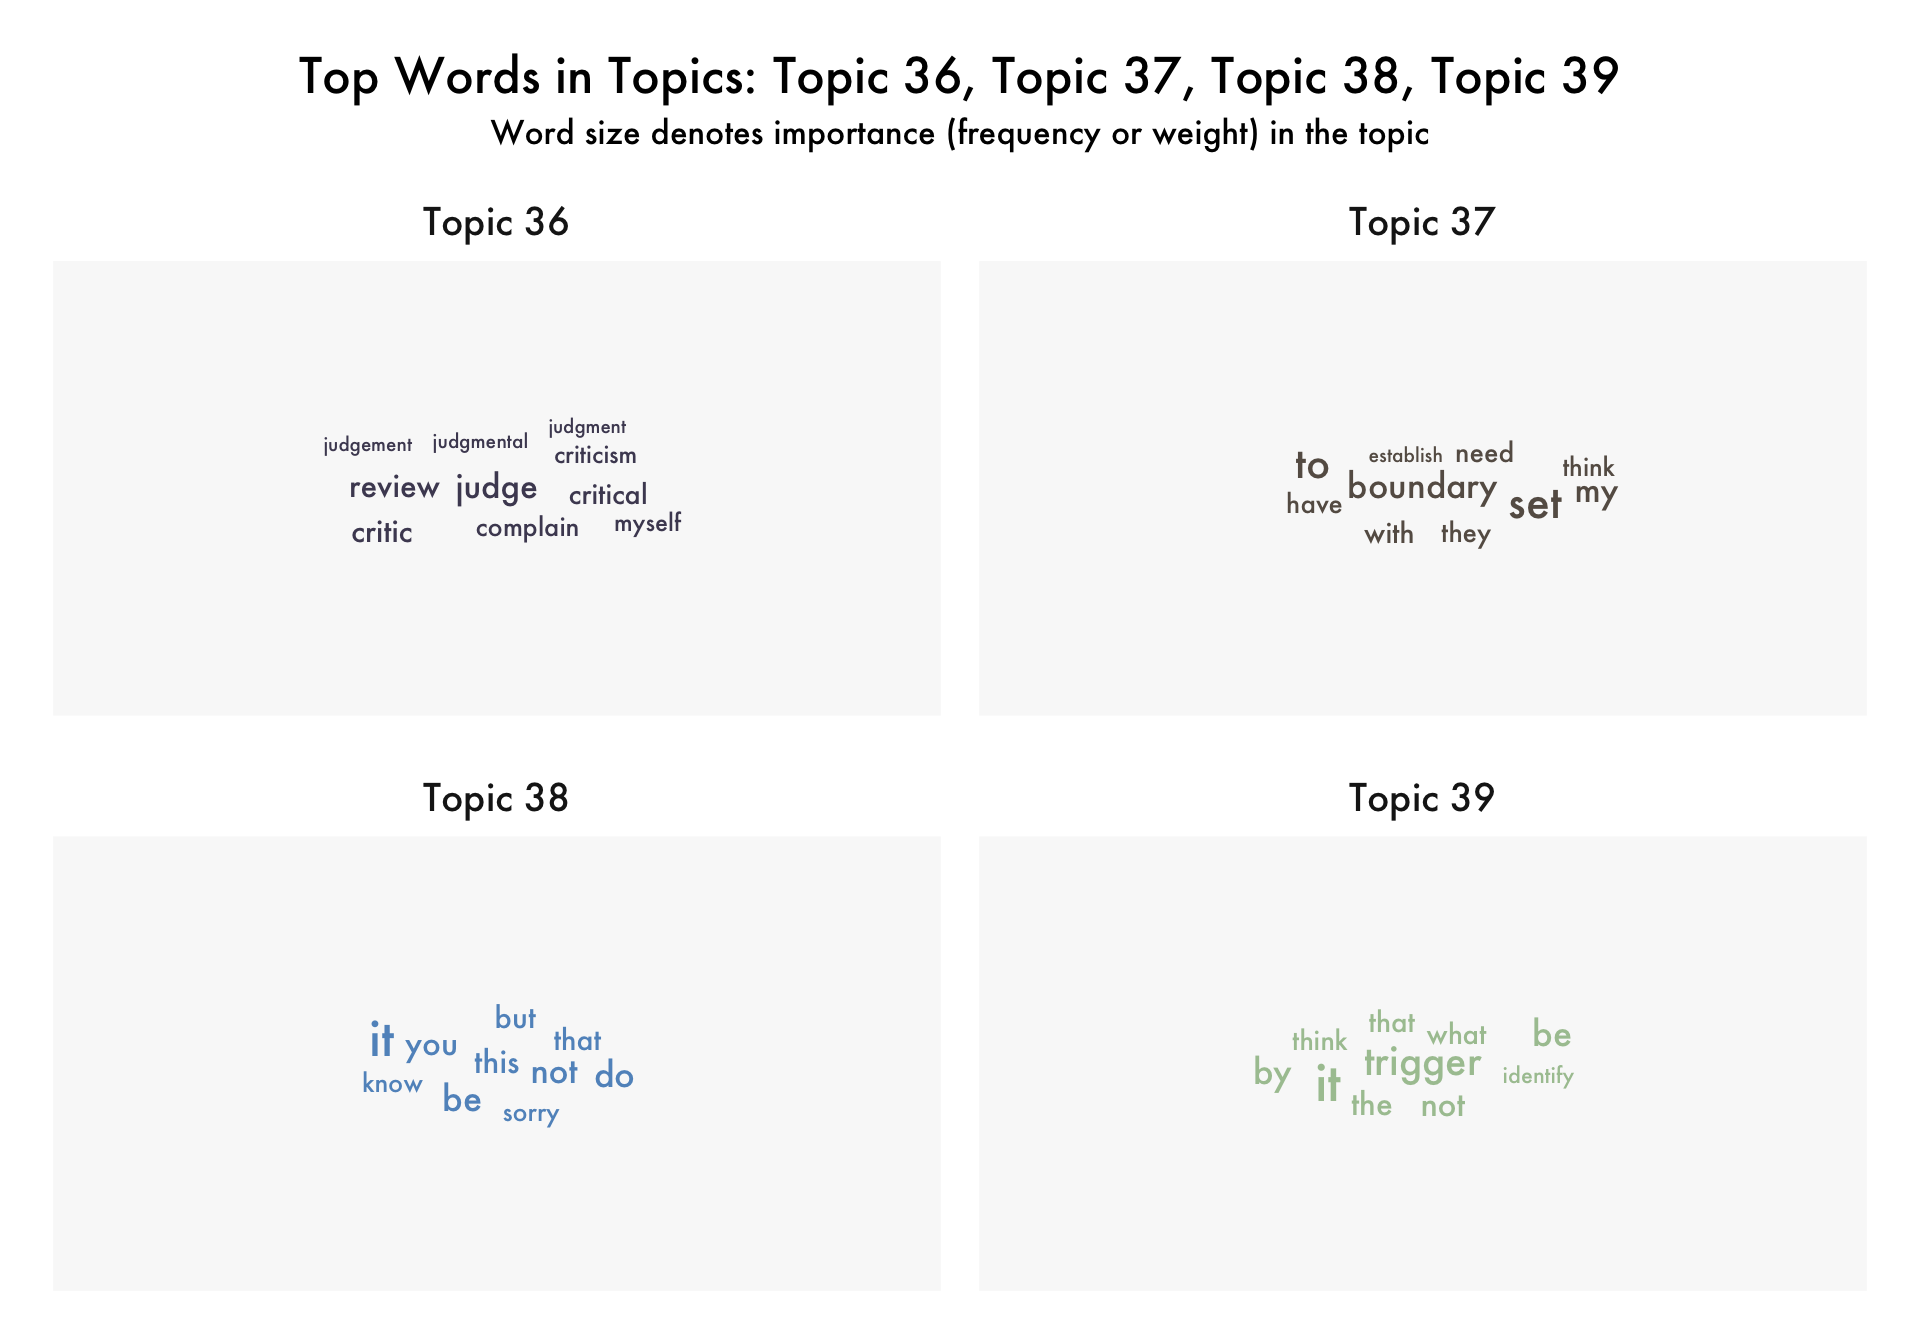 Top Words in Topics: Topic 36, Topic 37, Topic 38, Topic 39
Word size denotes importance (frequency or weight) in the topic
Topic 36
judgement judgmental judgment
criticism
review judge critical
critic complain myself
Topic 37
to establish need think
have boundary set my
with they
Topic 38
but
it you that
this not do
know be sorry
Topic 39
think that what be
by it trigger identify
the not